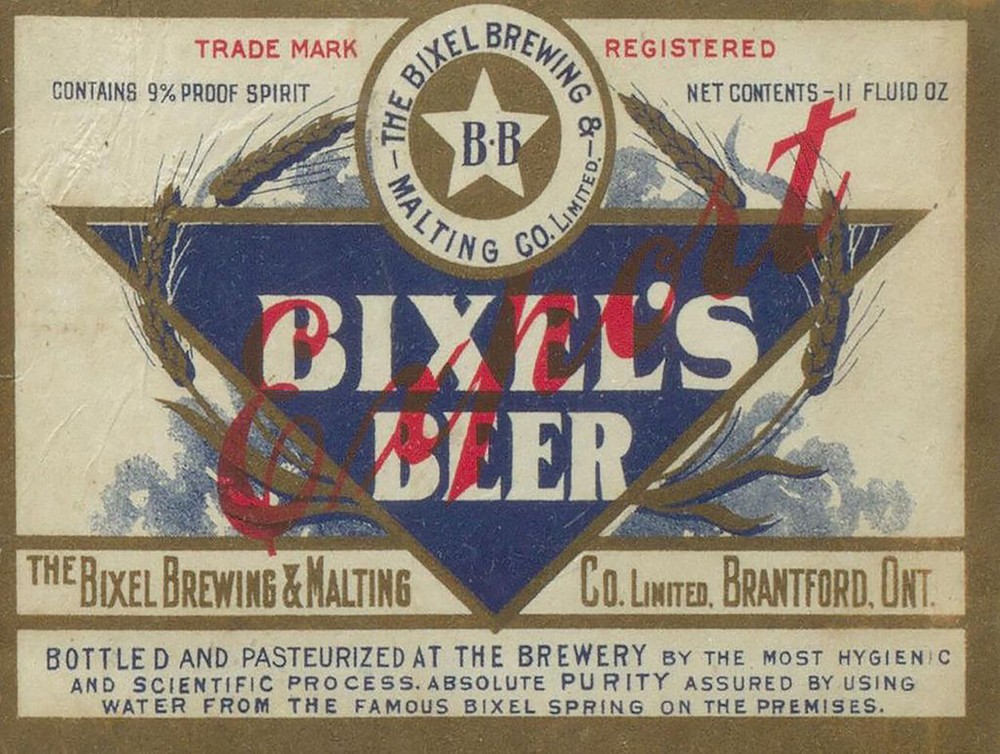 TRADE MARK
REGISTERED
CONTAINS 9% PROOF SPIRIT
NET CONTENTS-11 FLUID OZ
THE BIXEL BREWING &
MALTING CO. LIMITED.
B·B
Export
BIXEL'S
BEER
THE BIXEL BREWING & MALTING
CO. LIMITED, BRANTFORD, ONT.
BOTTLED AND PASTEURIZED AT THE BREWERY BY THE MOST HYGIENIC
AND SCIENTIFIC PROCESS. ABSOLUTE PURITY ASSURED BY USING
WATER FROM THE FAMOUS BIXEL SPRING ON THE PREMISES.